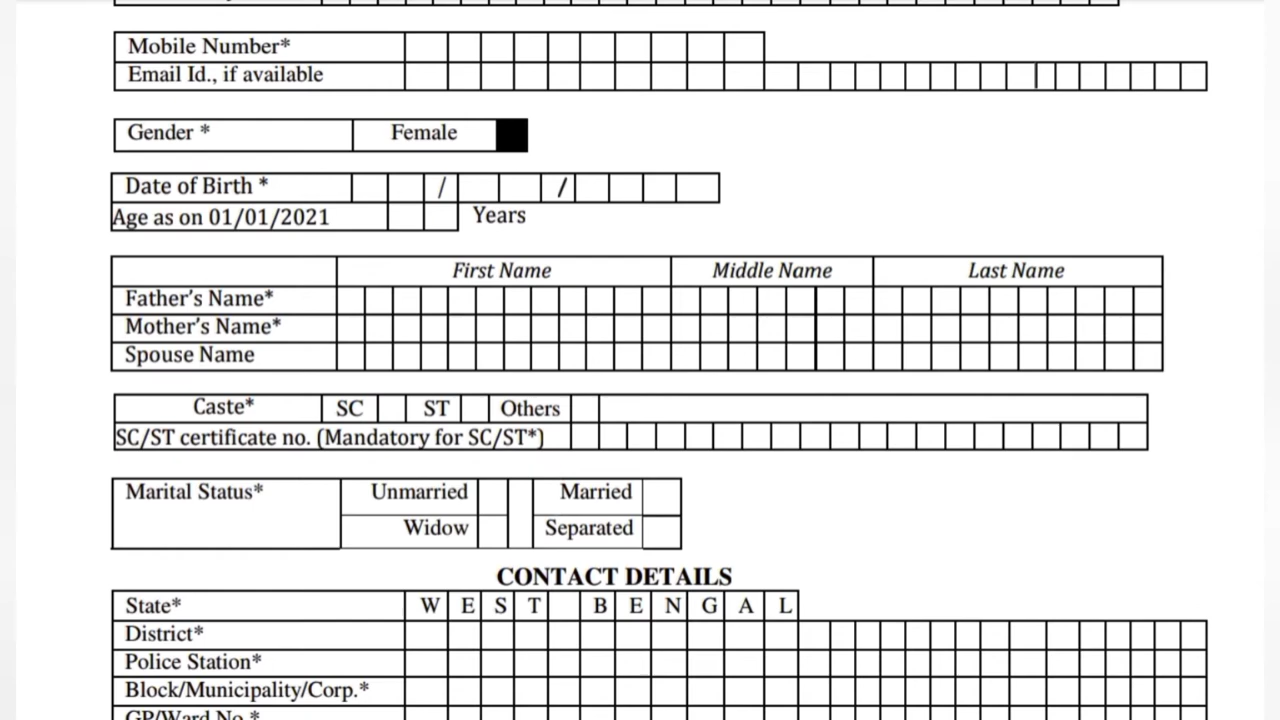 Mobile Number*
Email Id., if available
Gender * Female
Date of Birth * / /
Age as on 01/01/2021 Years
First Name Middle Name Last Name
Father's Name*
Mother's Name*
Spouse Name
Caste* SC ST Others
SC/ST certificate no. (Mandatory for SC/ST*)
Marital Status* Unmarried Married
Widow Separated
CONTACT DETAILS
State* W E S T B E N G A L
District*
Police Station*
Block/Municipality/Corp.*
GP/Ward No.*